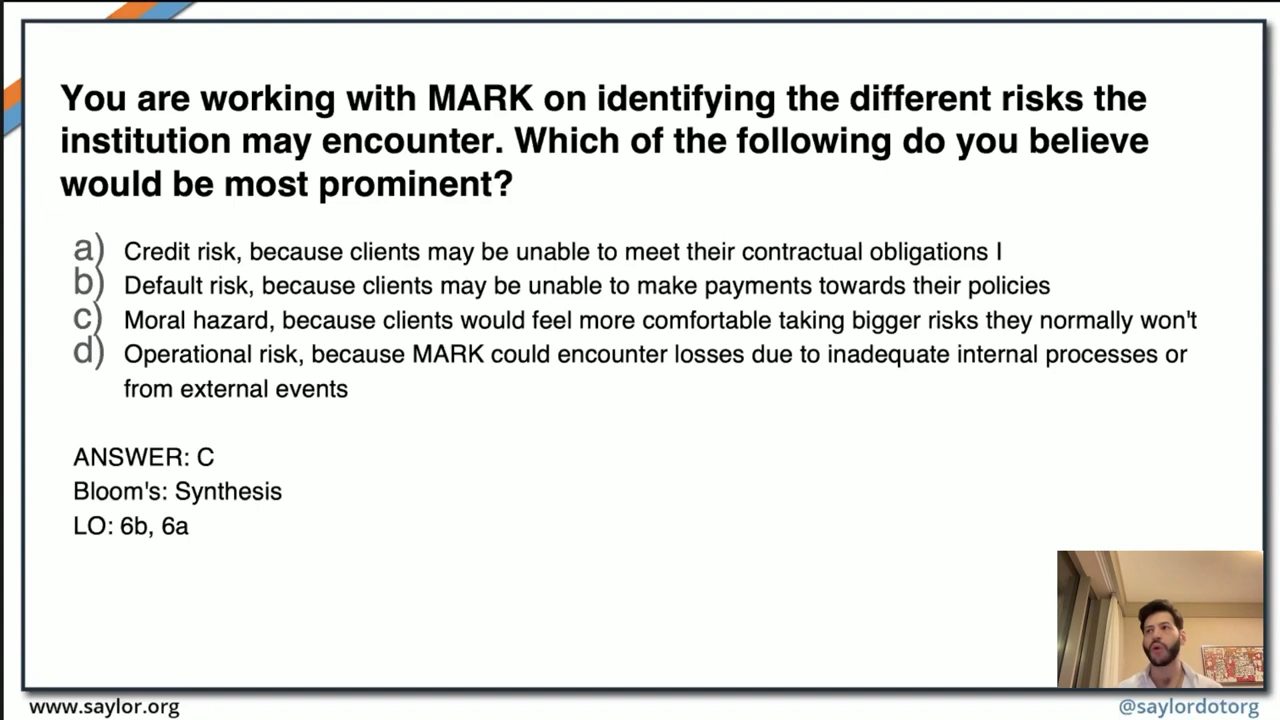 You are working with MARK on identifying the different risks the
institution may encounter. Which of the following do you believe
would be most prominent?
a) Credit risk, because clients may be unable to meet their contractual obligations I
b) Default risk, because clients may be unable to make payments towards their policies
c) Moral hazard, because clients would feel more comfortable taking bigger risks they normally won't
d) Operational risk, because MARK could encounter losses due to inadequate internal processes or
from external events
ANSWER: C
Bloom's: Synthesis
LO: 6b, 6a
www.saylor.org
@saylordotorg